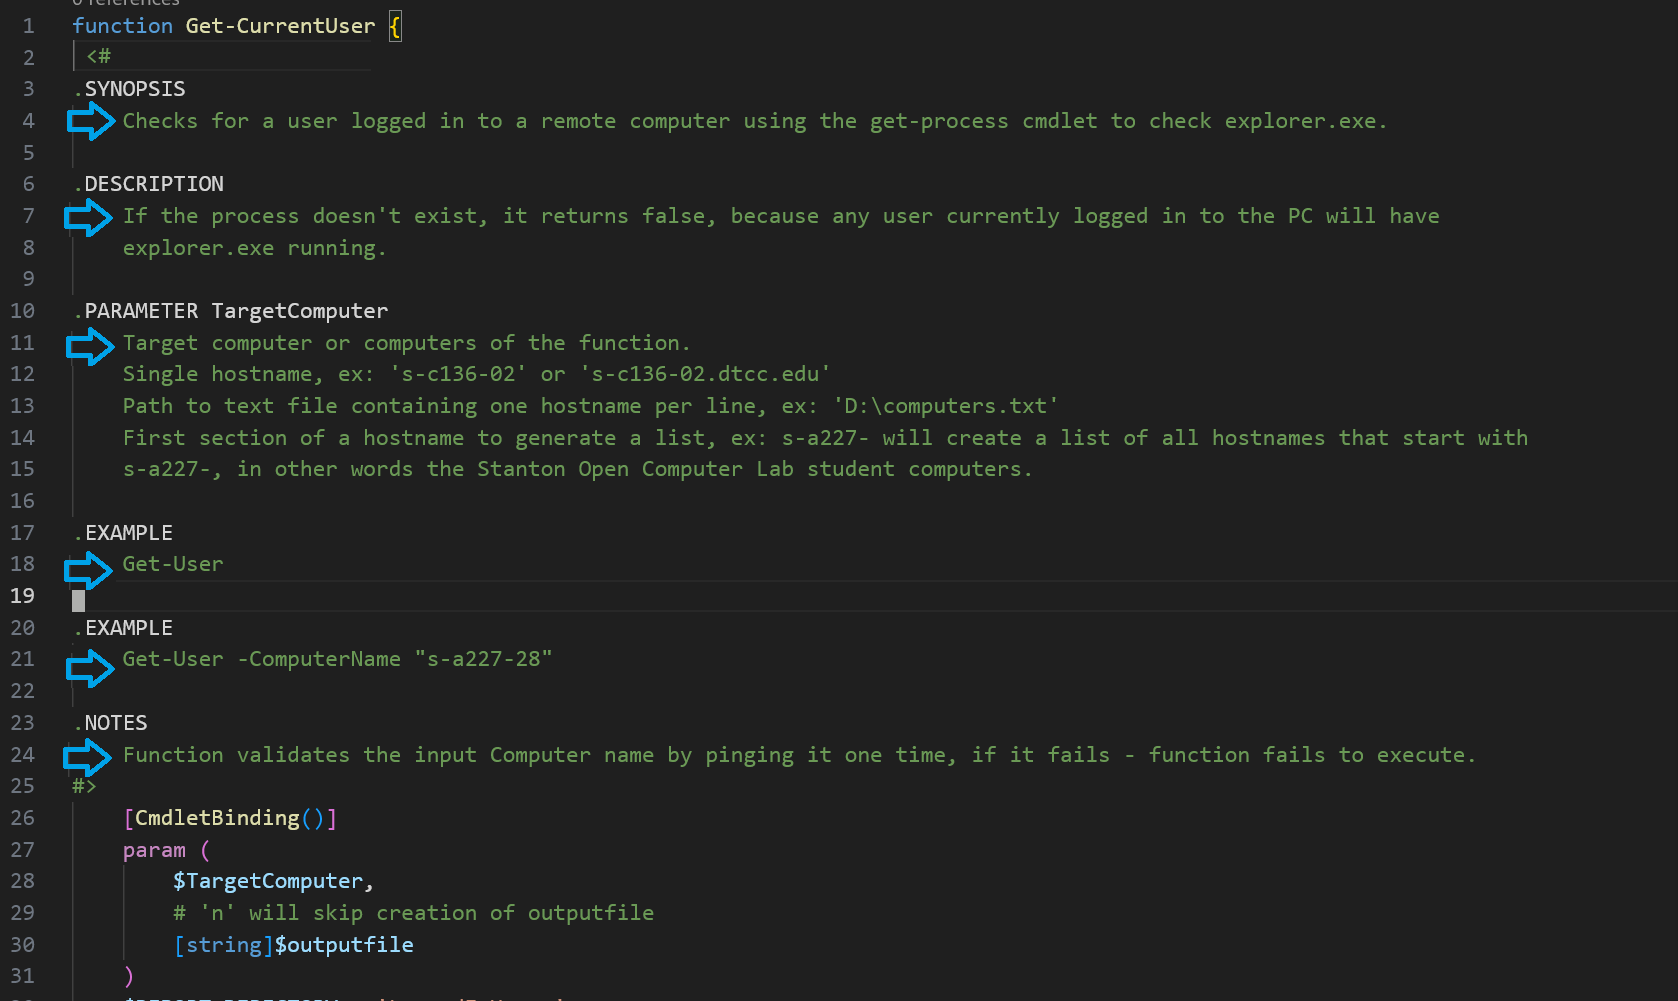 0 references
1 function Get-CurrentUser {
2 <#
3 .SYNOPSIS
4 Checks for a user logged in to a remote computer using the get-process cmdlet to check explorer.exe.
5
6 .DESCRIPTION
7 If the process doesn't exist, it returns false, because any user currently logged in to the PC will have
8 explorer.exe running.
9
10 .PARAMETER TargetComputer
11 Target computer or computers of the function.
12 Single hostname, ex: 's-c136-02' or 's-c136-02.dtcc.edu'
13 Path to text file containing one hostname per line, ex: 'D:\computers.txt'
14 First section of a hostname to generate a list, ex: s-a227- will create a list of all hostnames that start with
15 s-a227-, in other words the Stanton Open Computer Lab student computers.
16
17 .EXAMPLE
18 Get-User
19
20 .EXAMPLE
21 Get-User -ComputerName "s-a227-28"
22
23 .NOTES
24 Function validates the input Computer name by pinging it one time, if it fails - function fails to execute.
25 #>
26 [CmdletBinding()]
27 param (
28 $TargetComputer,
29 # 'n' will skip creation of outputfile
30 [string]$outputfile
31 )